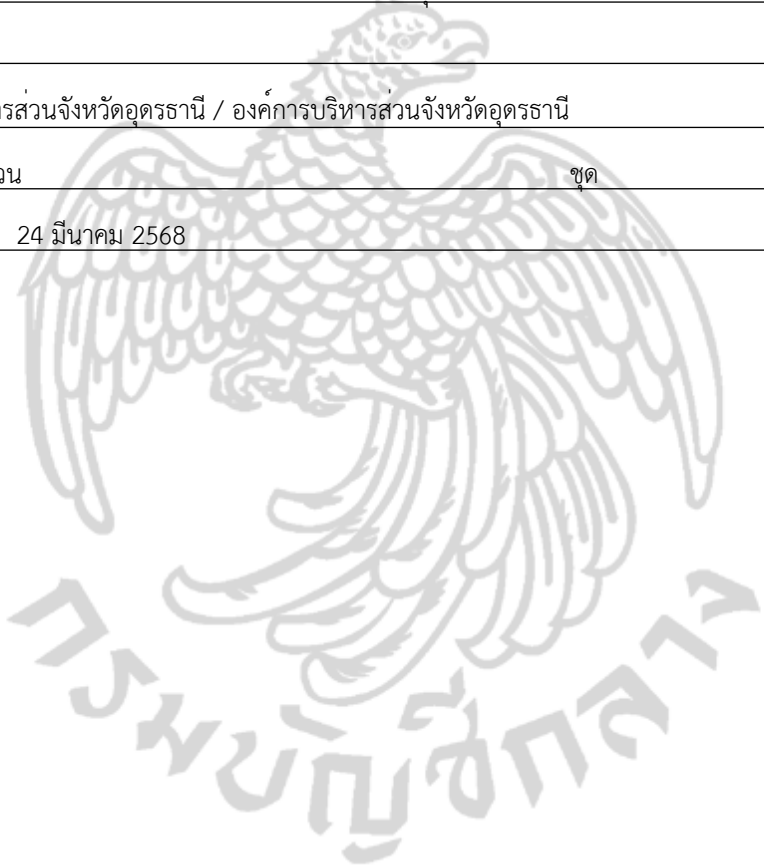 ารส่วนจังหวัดอุดรธานี / องค์การบริหารส่วนจังหวัดอุดรธานี
วน ชุด
24 มีนาคม 2568
กรมบัญชีกลาง